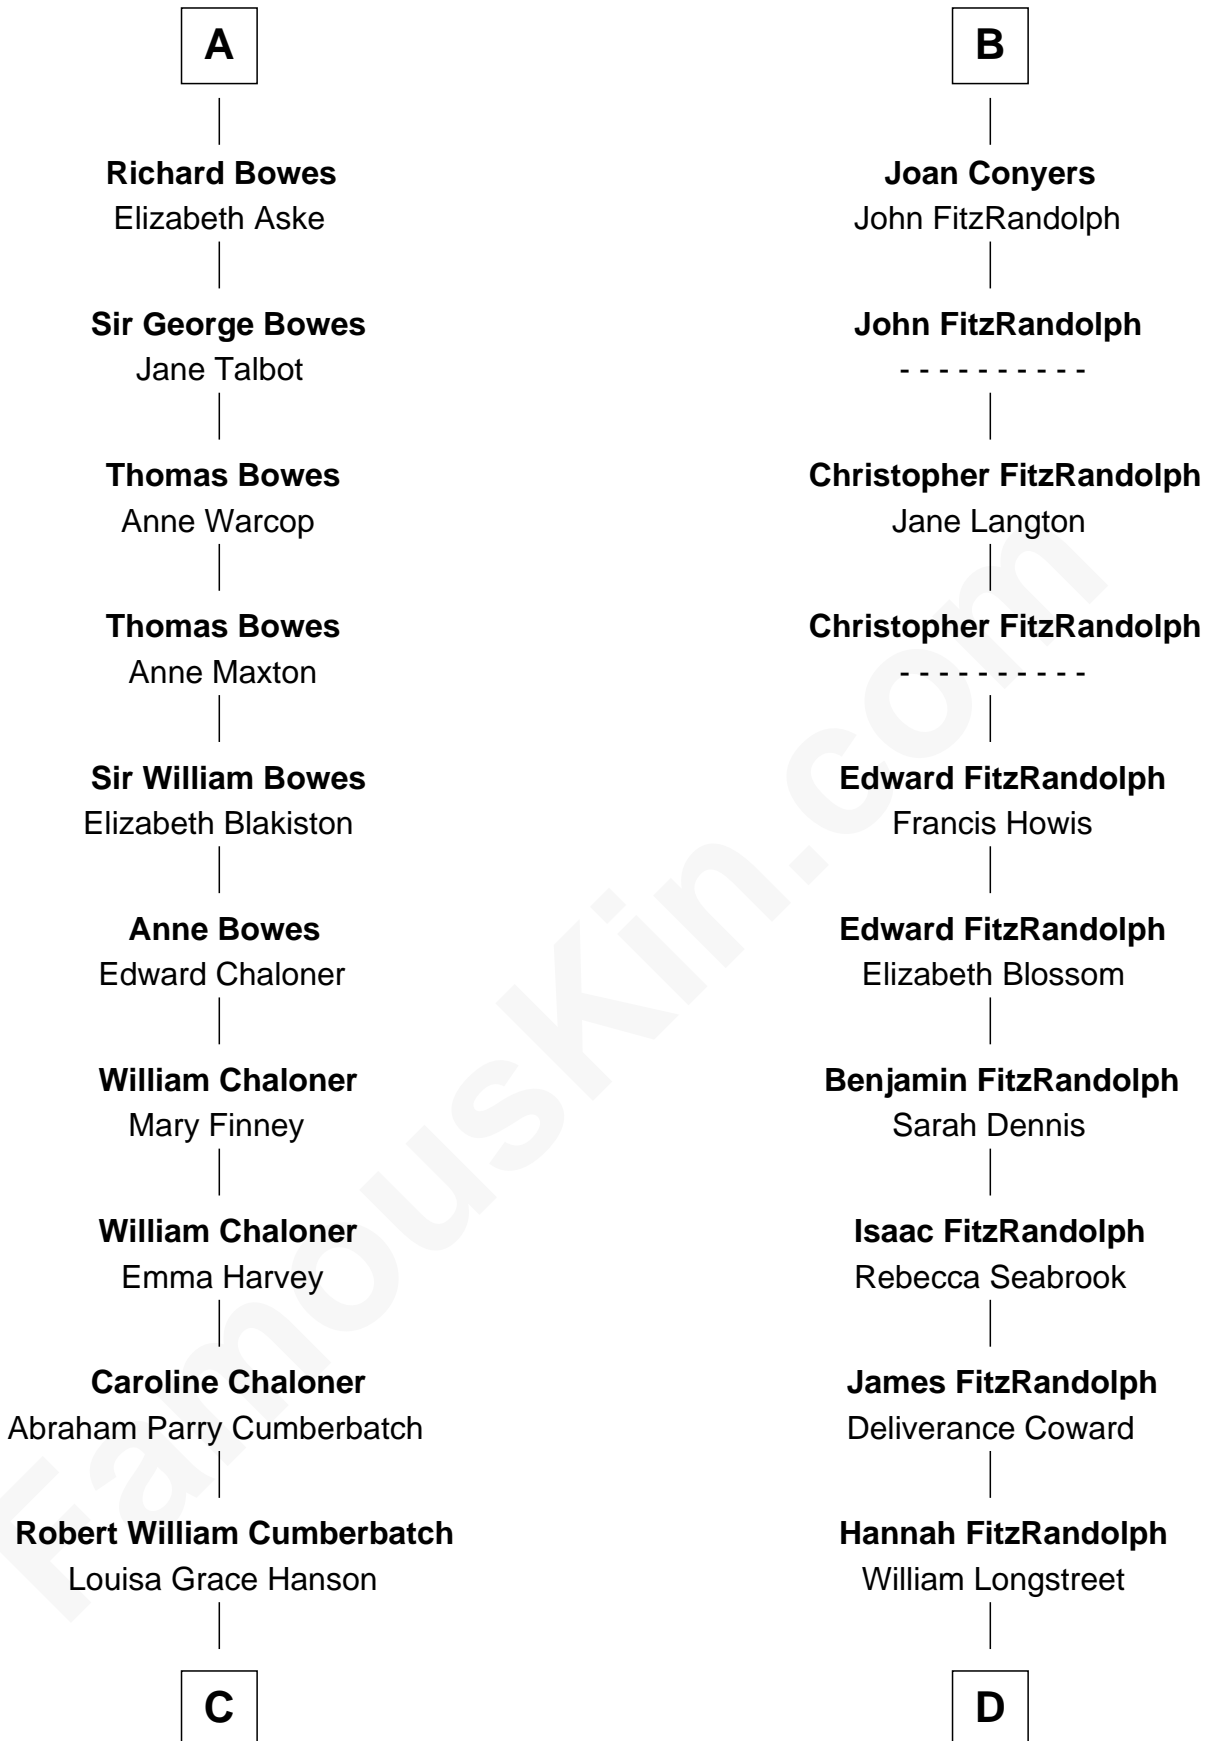 A
Richard Bowes
Elizabeth Aske
Sir George Bowes
Jane Talbot
Thomas Bowes
Anne Warcop
Thomas Bowes
Anne Maxton
Sir William Bowes
Elizabeth Blakiston
Anne Bowes
Edward Chaloner
William Chaloner
Mary Finney
William Chaloner
Emma Harvey
Caroline Chaloner
Abraham Parry Cumberbatch
Robert William Cumberbatch
Louisa Grace Hanson
C
B
Joan Conyers
John FitzRandolph
John FitzRandolph
- - - - - - - - - -
Christopher FitzRandolph
Jane Langton
Christopher FitzRandolph
- - - - - - - - - -
Edward FitzRandolph
Francis Howis
Edward FitzRandolph
Elizabeth Blossom
Benjamin FitzRandolph
Sarah Dennis
Isaac FitzRandolph
Rebecca Seabrook
James FitzRandolph
Deliverance Coward
Hannah FitzRandolph
William Longstreet
D
FamousKin.com